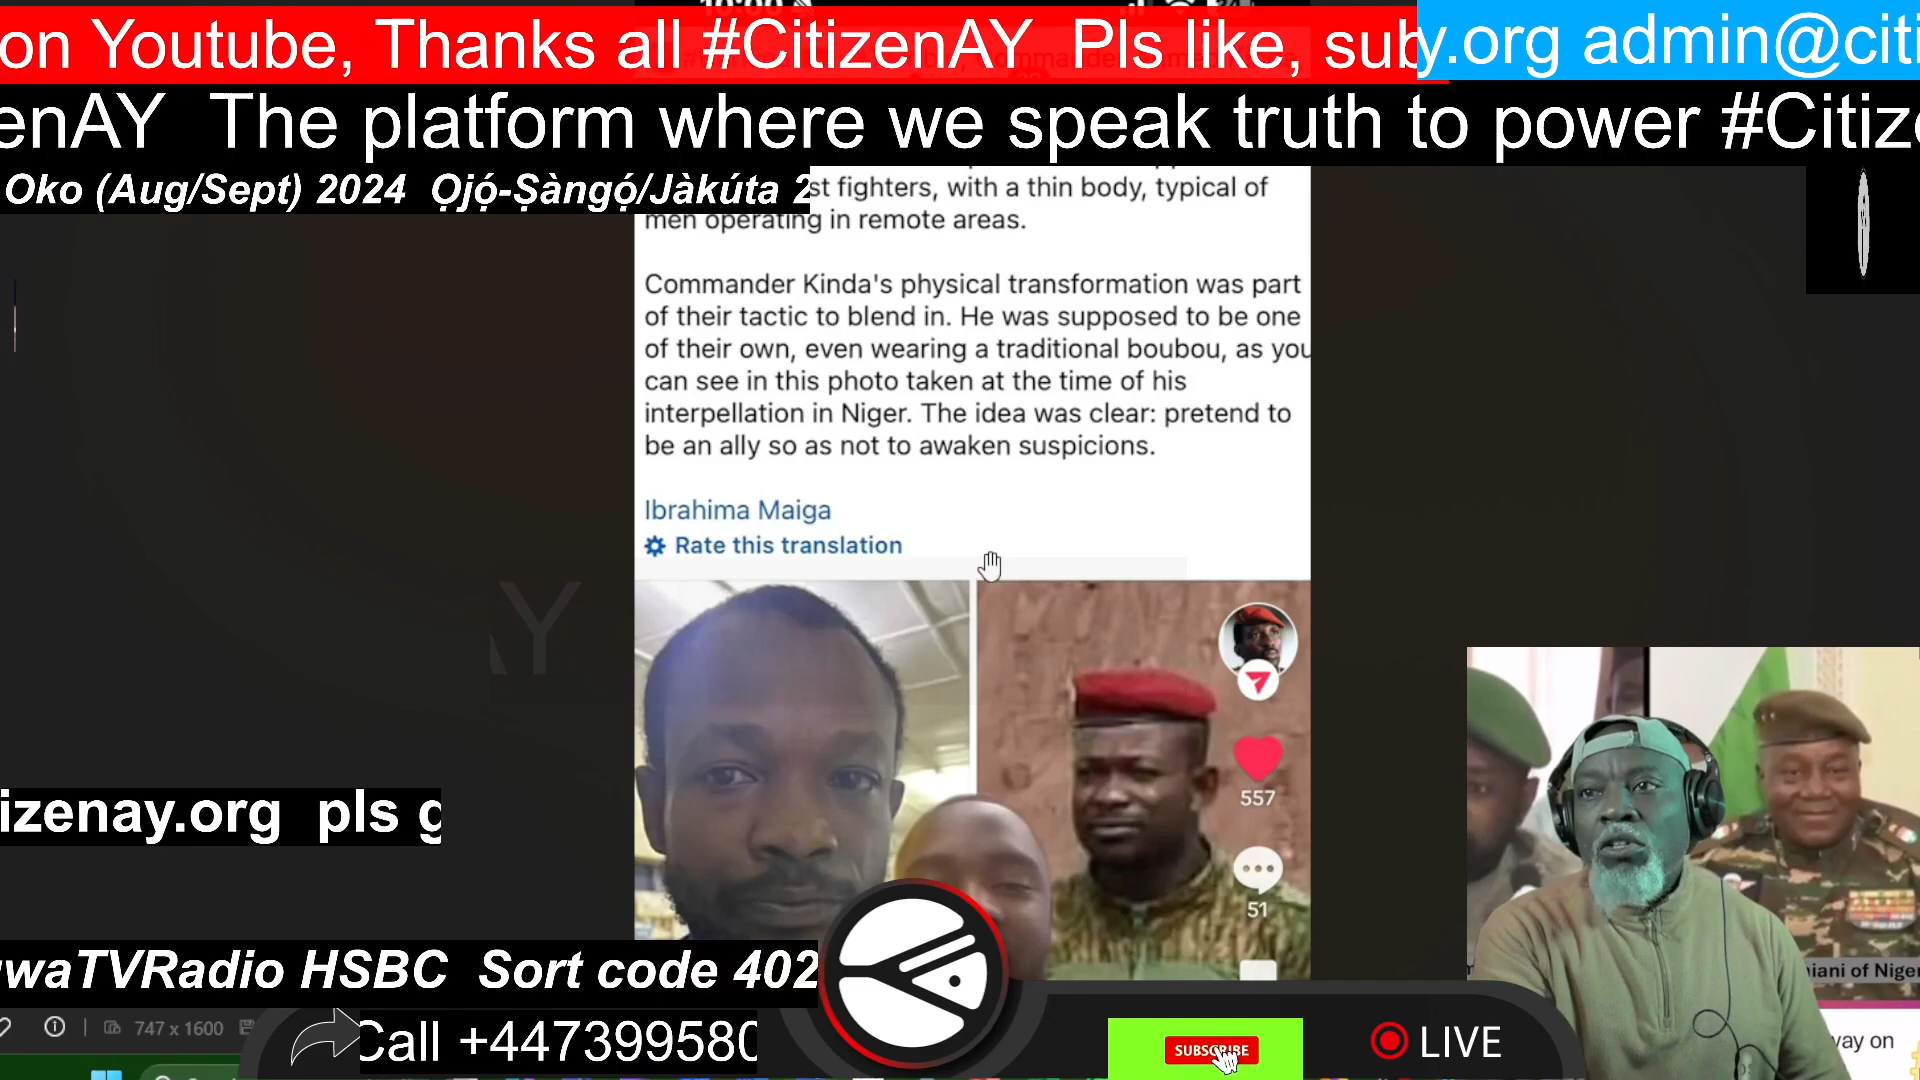 on Youtube, Thanks all #CitizenAY Pls like, sub
y.org admin@citi
enAY The platform where we speak truth to power #Citize
Oko (Aug/Sept) 2024 Ọjọ́-Ṣàngọ́/Jàkúta 2
st fighters, with a thin body, typical of
men operating in remote areas.
Commander Kinda's physical transformation was part
of their tactic to blend in. He was supposed to be one
of their own, even wearing a traditional boubou, as you
can see in this photo taken at the time of his
interpellation in Niger. The idea was clear: pretend to
be an ally so as not to awaken suspicions.
Ibrahima Maiga
Rate this translation
557
51
izenay.org pls g
waTVRadio HSBC Sort code 402
iani of Niger
747 x 1600
Call +447399580
SUBSCRIBE
LIVE
way on